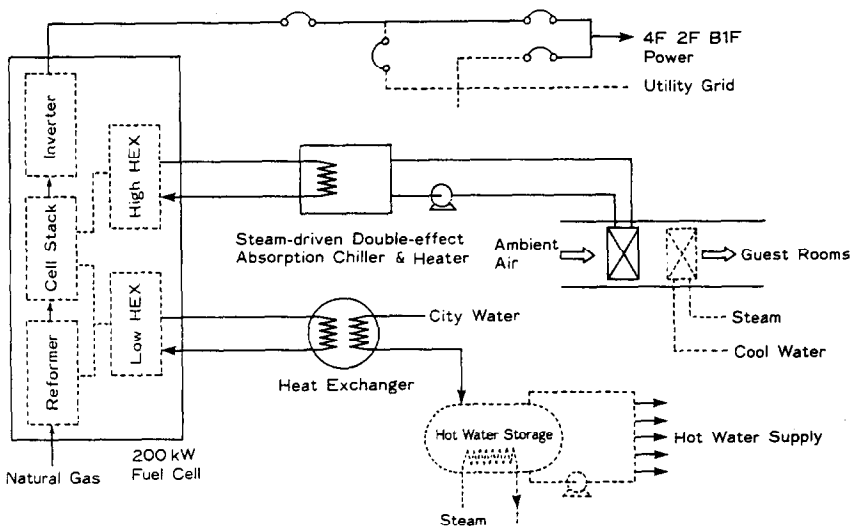 4F 2F B1F
Power
Utility Grid
Inverter
High HEX
Cell Stack
Low HEX
Reformer
Steam-driven Double-effect
Absorption Chiller & Heater
Ambient
Air
Guest Rooms
City Water
Steam
Cool Water
Heat Exchanger
Hot Water Storage
Hot Water Supply
200 kW
Fuel Cell
Natural Gas
Steam